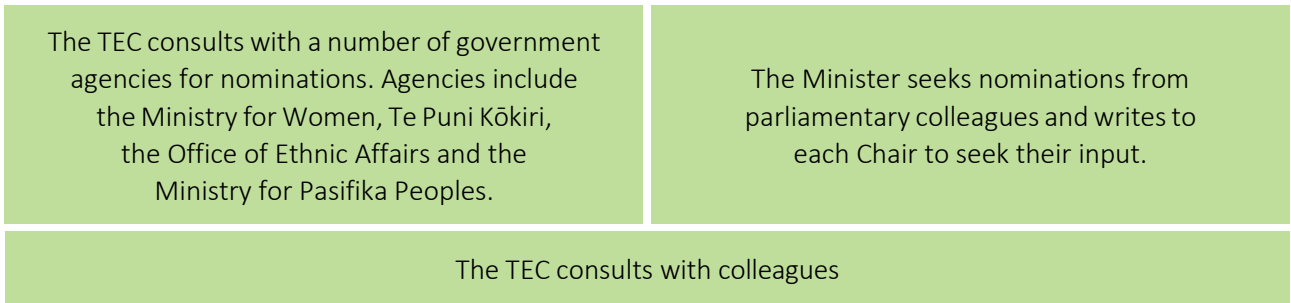 The TEC consults with a number of government
agencies for nominations. Agencies include
the Ministry for Women, Te Puni Kōkiri,
the Office of Ethnic Affairs and the
Ministry for Pasifika Peoples.
The Minister seeks nominations from
parliamentary colleagues and writes to
each Chair to seek their input.
The TEC consults with colleagues